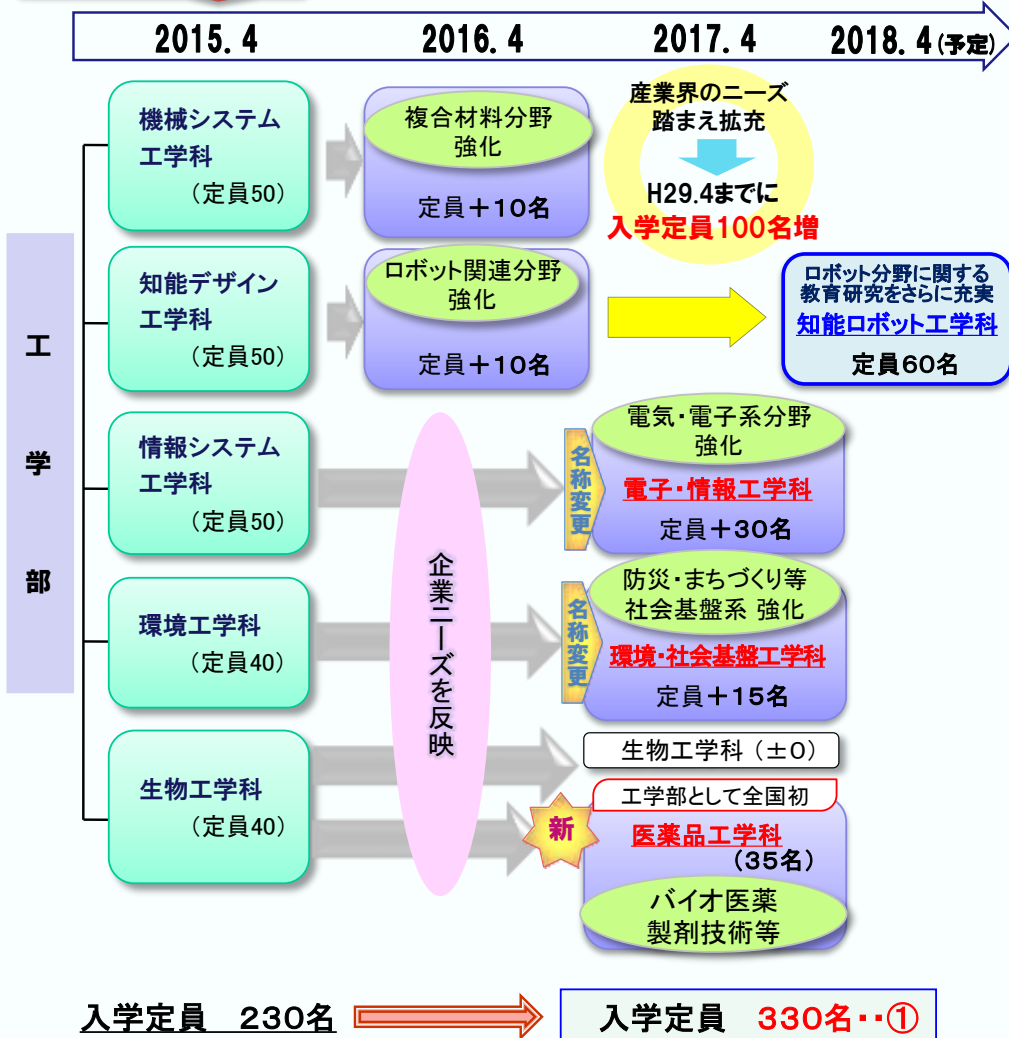 2015.4
2016.4
2017.4
2018.4(予定)
工
学
部
機械システム
工学科
(定員50)
複合材料分野
強化
定員＋10名
産業界のニーズ
踏まえ拡充
H29.4までに
入学定員100名増
知能デザイン
工学科
(定員50)
ロボット関連分野
強化
定員＋10名
ロボット分野に関する
教育研究をさらに充実
知能ロボット工学科
定員60名
情報システム
工学科
(定員50)
名称変更
電気・電子系分野
強化
電子・情報工学科
定員＋30名
企業ニーズを反映
環境工学科
(定員40)
名称変更
防災・まちづくり等
社会基盤系 強化
環境・社会基盤工学科
定員＋15名
生物工学科
(定員40)
生物工学科（±０）
新
工学部として全国初
医薬品工学科
(35名)
バイオ医薬
製剤技術等
入学定員　230名
入学定員　330名‥①